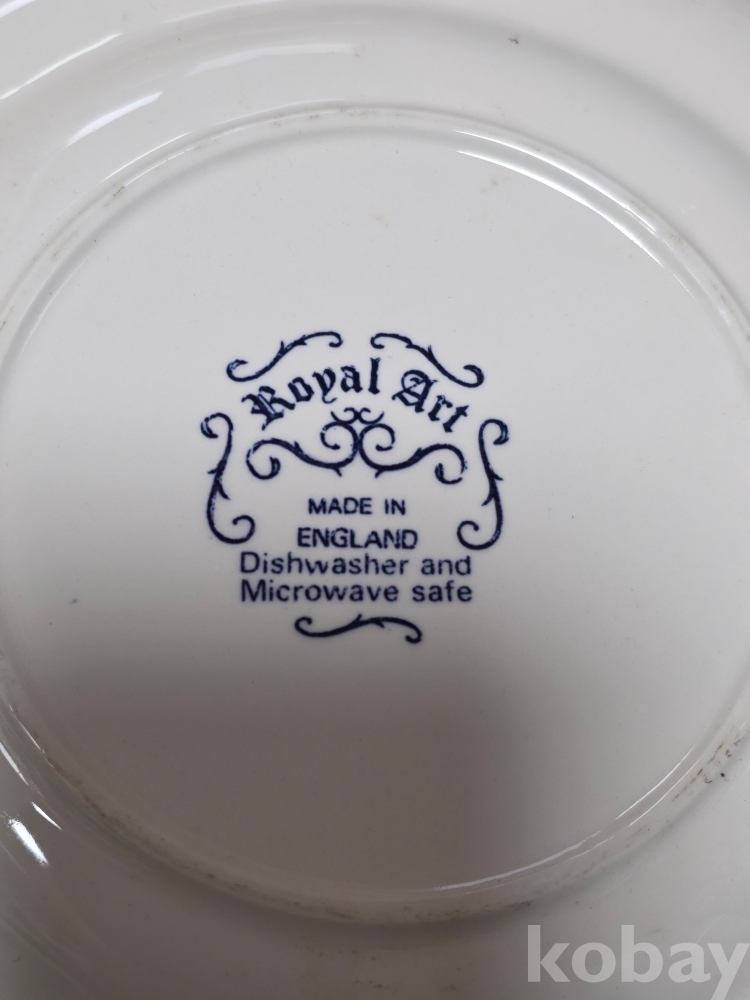 Royal Art
MADE IN
ENGLAND
Dishwasher and
Microwave safe
kobay